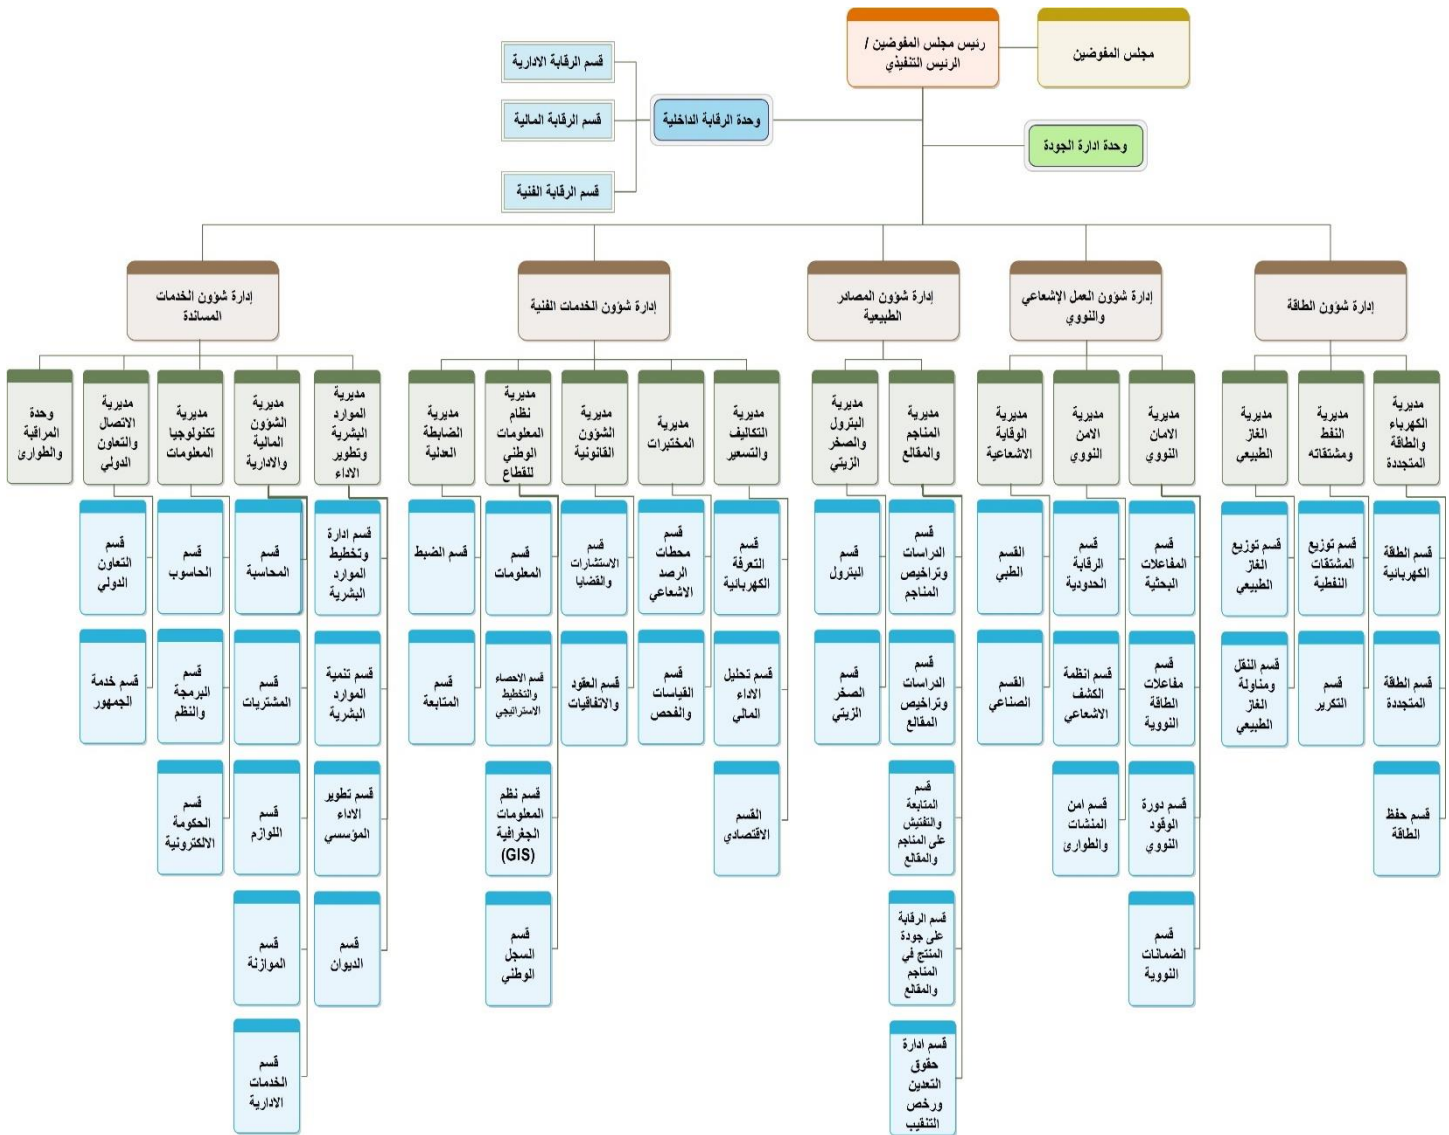 مجلس المفوضين
رئيس مجلس المفوضين /
الرئيس التنفيذي
وحدة ادارة الجودة
وحدة الرقابة الداخلية
قسم الرقابة الادارية
قسم الرقابة المالية
قسم الرقابة الفنية
إدارة شؤون الطاقة
إدارة شؤون العمل الإشعاعي
والنووي
إدارة شؤون المصادر
الطبيعية
إدارة شؤون الخدمات الفنية
إدارة شؤون الخدمات
المساندة
مديرية
الكهرباء
والطاقة
المتجددة
مديرية
النفط
ومشتقاته
مديرية
الغاز
الطبيعي
مديرية
الامان
النووي
مديرية
الامن
النووي
مديرية
الوقاية
الاشعاعية
مديرية
المناجم
والمقالع
مديرية
البترول
والصخر
الزيتي
مديرية
التكاليف
والتسعير
مديرية
المختبرات
مديرية
الشؤون
القانونية
مديرية
نظام
المعلومات
الوطني
للقطاع
مديرية
الضابطة
العدلية
مديرية
الموارد
البشرية
وتطوير
الاداء
مديرية
الشؤون
المالية
والادارية
مديرية
تكنولوجيا
المعلومات
مديرية
الاتصال
والتعاون
الدولي
وحدة
المراقبة
والطوارئ
قسم الطاقة
الكهربائية
قسم توزيع
المشتقات
النفطية
قسم توزيع
الغاز
الطبيعي
قسم
المفاعلات
البحثية
قسم
الرقابة
الحدودية
القسم
الطبي
قسم
الدراسات
وتراخيص
المناجم
قسم
البترول
قسم
التعرفة
الكهربائية
قسم
محطات
الرصد
الاشعاعي
قسم
الاستشارات
والقضايا
قسم
المعلومات
قسم الضبط
قسم ادارة
وتخطيط
الموارد
البشرية
قسم
المحاسبة
قسم
الحاسوب
قسم
التعاون
الدولي
قسم الطاقة
المتجددة
قسم
التكرير
قسم النقل
ومناولة
الغاز
الطبيعي
قسم
مفاعلات
الطاقة
النووية
قسم انظمة
الكشف
الاشعاعي
القسم
الصناعي
قسم
الدراسات
وتراخيص
المقالع
قسم
الصخر
الزيتي
قسم تحليل
الاداء
المالي
قسم
القياسات
والفحص
قسم العقود
والاتفاقيات
قسم الاحصاء
والتخطيط
الاستراتيجي
قسم
المتابعة
قسم تنمية
الموارد
البشرية
قسم
المشتريات
قسم
البرمجة
والنظم
قسم خدمة
الجمهور
قسم حفظ
الطاقة
قسم دورة
الوقود
النووي
قسم امن
المنشات
والطوارئ
قسم
المتابعة
والتفتيش
على المناجم
والمقالع
القسم
الاقتصادي
قسم نظم
المعلومات
الجغرافية
(GIS)
قسم تطوير
الاداء
المؤسسي
قسم
اللوازم
قسم
الحكومة
الالكترونية
قسم
الضمانات
النووية
قسم الرقابة
على جودة
المنتج في
المناجم
والمقالع
قسم
السجل
الوطني
قسم
الديوان
قسم
الموازنة
قسم ادارة
حقوق
التعدين
ورخص
التنقيب
قسم
الخدمات
الادارية